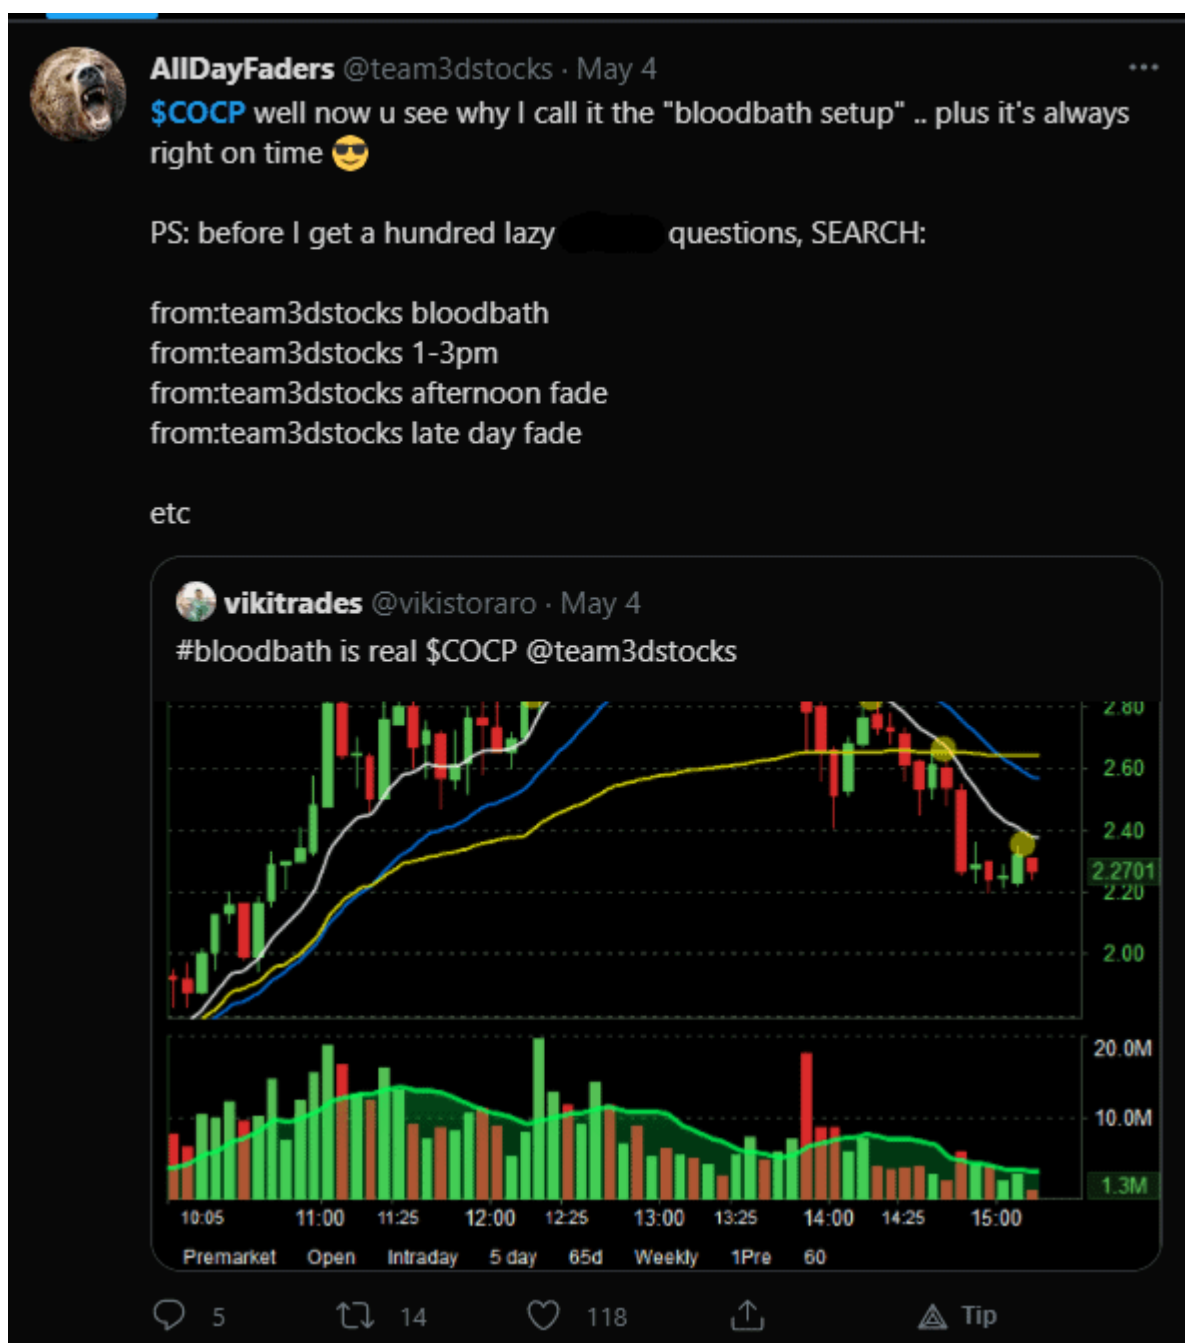 AllDayFaders @team3dstocks · May 4
$COCP well now u see why I call it the "bloodbath setup" .. plus it's always
right on time 😎
PS: before I get a hundred lazy questions, SEARCH:
from:team3dstocks bloodbath
from:team3dstocks 1-3pm
from:team3dstocks afternoon fade
from:team3dstocks late day fade
etc
vikitrades @vikistoraro · May 4
#bloodbath is real $COCP @team3dstocks
2.80
2.60
2.40
2.2701
2.20
2.00
20.0M
10.0M
1.3M
10:05 11:00 11:25 12:00 12:25 13:00 13:25 14:00 14:25 15:00
Premarket Open Intraday 5 day 65d Weekly 1Pre 60
5 14 118 Tip